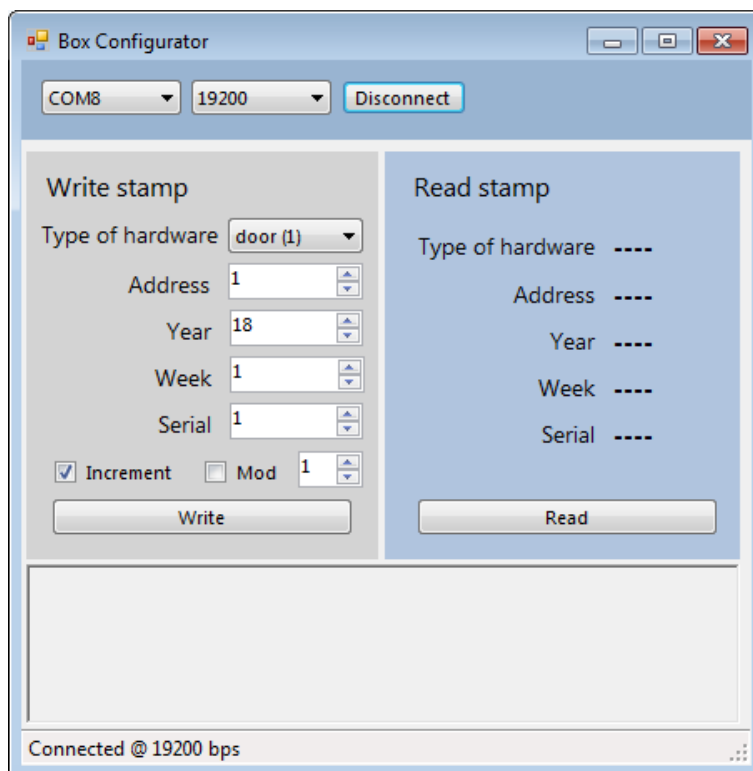 Box Configurator
COM8 19200 Disconnect
Write stamp
Type of hardware door (1)
Address 1
Year 18
Week 1
Serial 1
Increment Mod 1
Write
Read stamp
Type of hardware ----
Address ----
Year ----
Week ----
Serial ----
Read
Connected @ 19200 bps